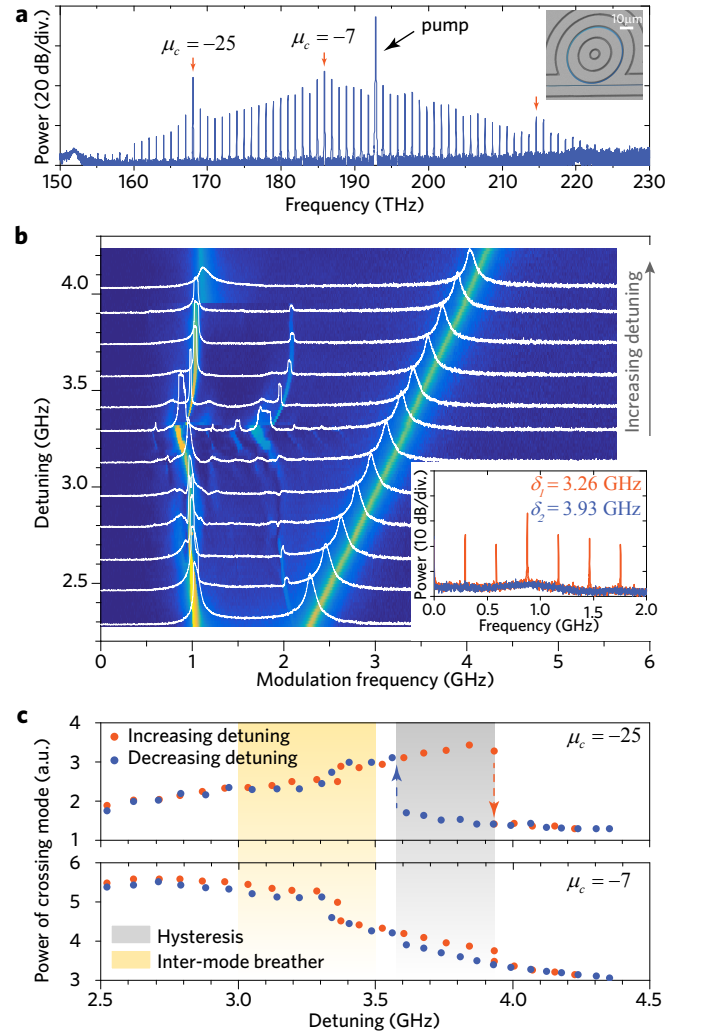 a
Power (20 dB/div.)
μc = −25
μc = −7
pump
10μm
150 160 170 180 190 200 210 220 230
Frequency (THz)
b
Detuning (GHz)
4.0
3.5
3.0
2.5
Increasing detuning
Power (10 dB/div.)
δ1 = 3.26 GHz
δ2 = 3.93 GHz
0.0 0.5 1.0 1.5 2.0
Frequency (GHz)
0 1 2 3 4 5 6
Modulation frequency (GHz)
c
Power of crossing mode (a.u.)
4
3
2
1
Increasing detuning
Decreasing detuning
μc = −25
6
5
4
3
μc = −7
Hysteresis
Inter-mode breather
2.5 3.0 3.5 4.0 4.5
Detuning (GHz)